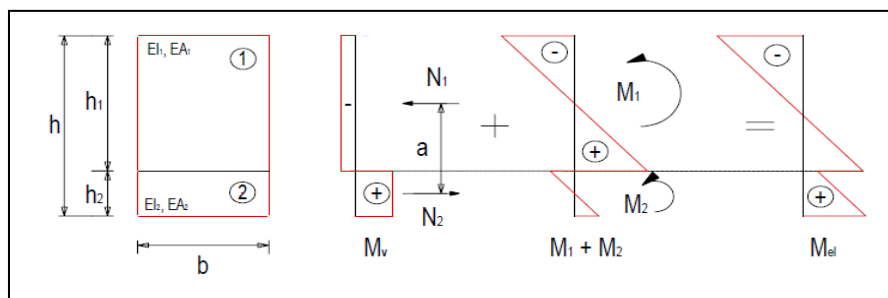 EI₁, EA₁
1
h
h₁
h₂
2
EI₂, EA₂
b
-
+
N₁
a
N₂
Mᵥ
+
-
+
M₁
M₂
M₁ + M₂
=
-
+
Mₑₗ